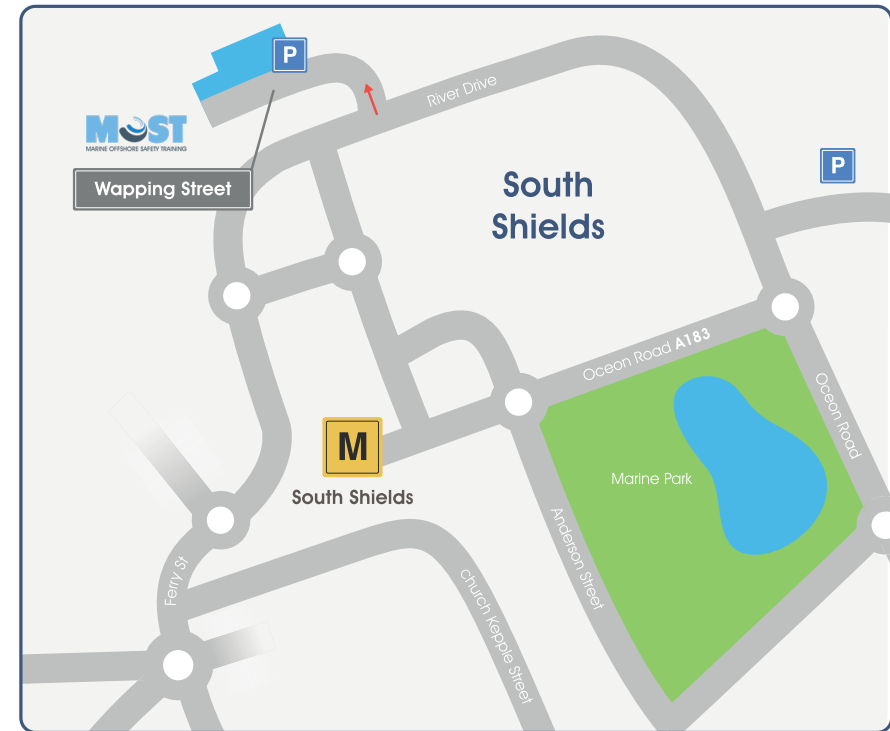 P
River Drive
MOST
MARINE OFFSHORE SAFETY TRAINING
Wapping Street
P
South
Shields
Ocean Road A183
Ocean Road
M
South Shields
Marine Park
Anderson Street
Ferry St
church Kepple Street